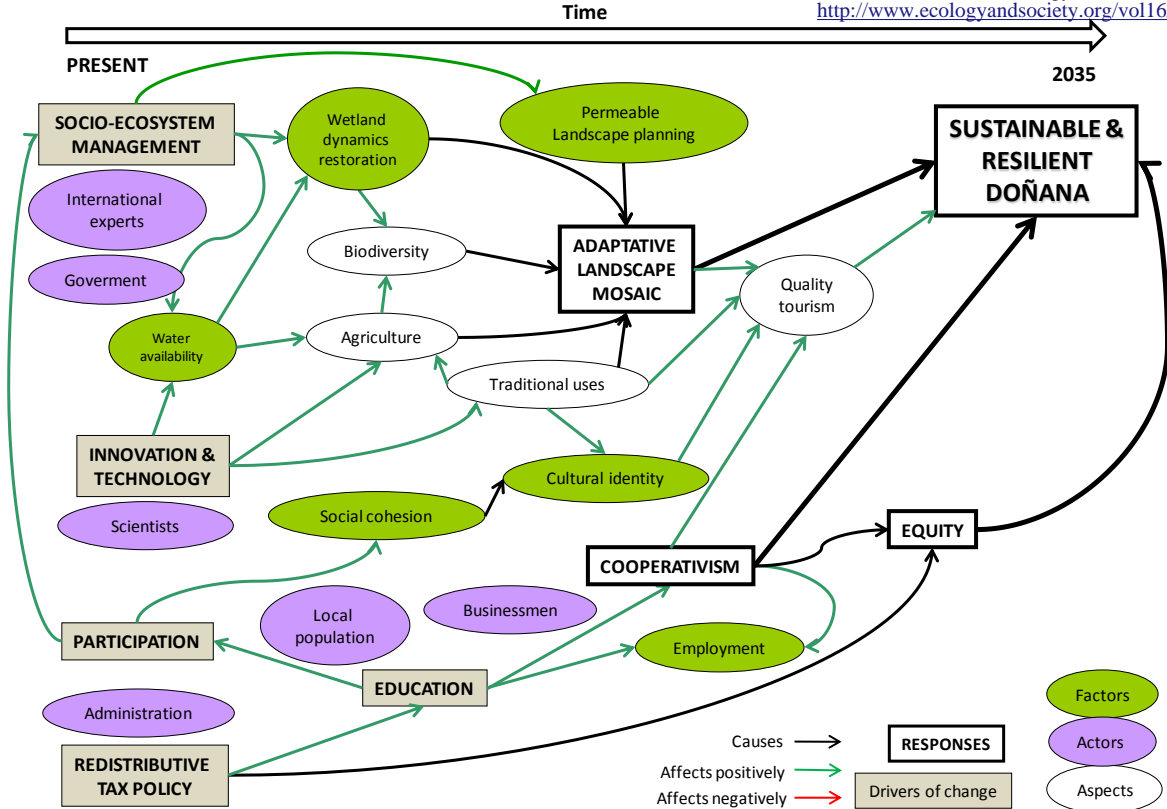 Time
http://www.ecologyandsociety.org/vol16
PRESENT
2035
SOCIO-ECOSYSTEM
MANAGEMENT
Wetland
dynamics
restoration
Permeable
Landscape planning
SUSTAINABLE &
RESILIENT
DOÑANA
International
experts
Goverment
Biodiversity
ADAPTATIVE
LANDSCAPE
MOSAIC
Quality
tourism
Water
availability
Agriculture
Traditional uses
INNOVATION &
TECHNOLOGY
Cultural identity
Scientists
Social cohesion
EQUITY
COOPERATIVISM
Local
population
Businessmen
PARTICIPATION
Employment
EDUCATION
Administration
REDISTRIBUTIVE
TAX POLICY
Causes
Affects positively
Affects negatively
RESPONSES
Drivers of change
Factors
Actors
Aspects